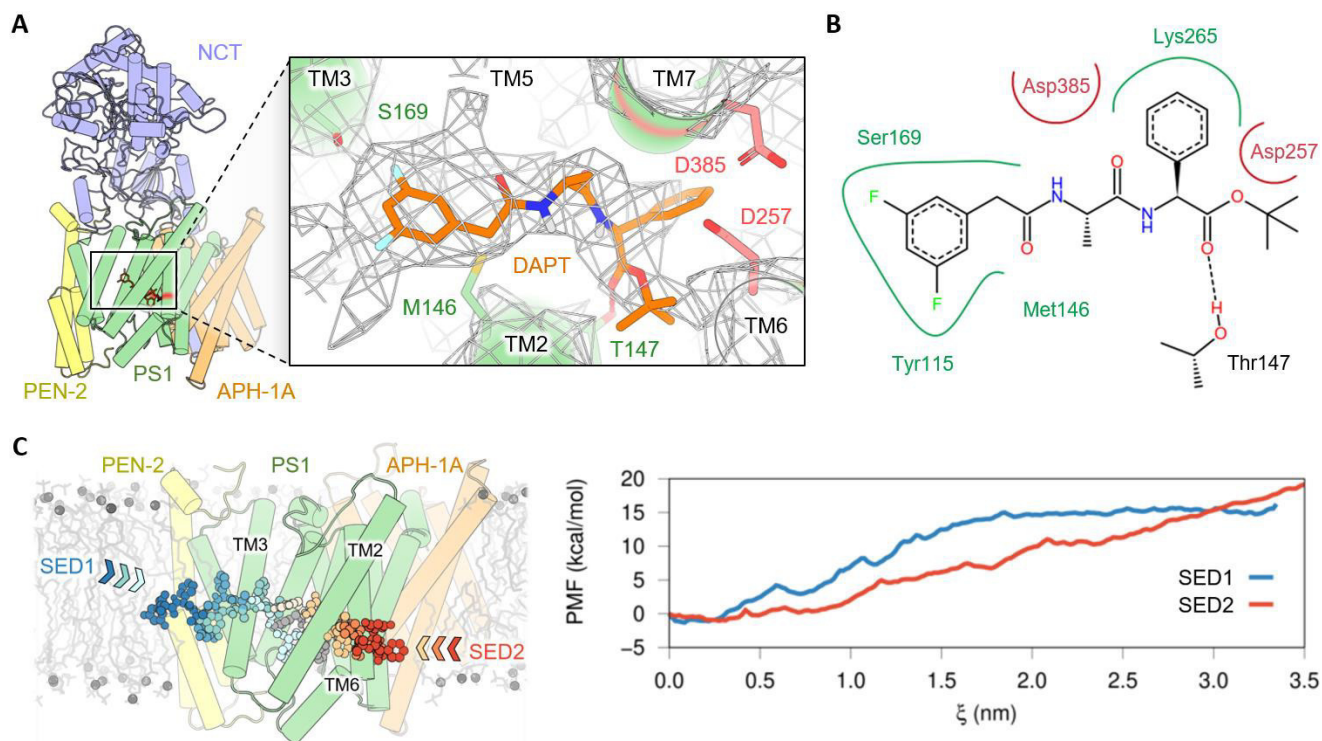 A
NCT
PEN-2
PS1
APH-1A
TM3
TM5
TM7
S169
D385
D257
DAPT
M146
TM2
T147
TM6
B
Lys265
Asp385
Asp257
Ser169
F
H
N
O
O
N
H
O
O
F
Met146
H
O
Tyr115
Thr147
C
PEN-2
PS1
APH-1A
SED1
TM3
TM2
SED2
TM6
PMF (kcal/mol)
20
15
10
5
0
−5
SED1
SED2
0.0 0.5 1.0 1.5 2.0 2.5 3.0 3.5
ξ (nm)